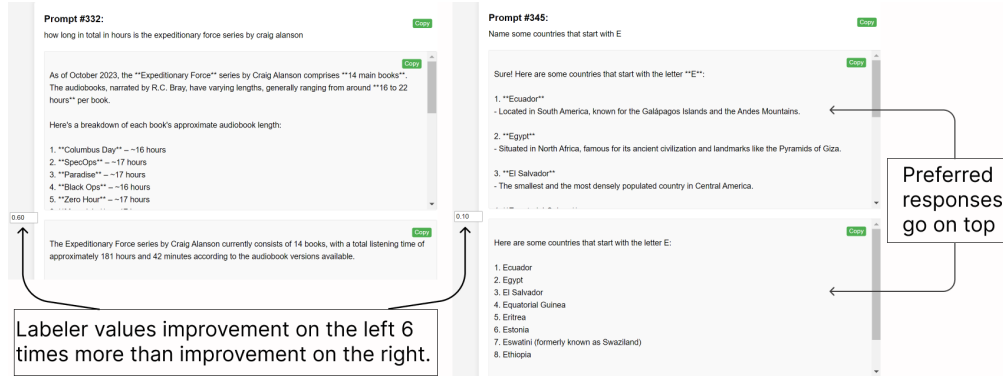 Prompt #332:
Copy
how long in total in hours is the expeditionary force series by craig alanson
Copy
As of October 2023, the **Expeditionary Force** series by Craig Alanson comprises **14 main books**.
The audiobooks, narrated by R.C. Bray, have varying lengths, generally ranging from around **16 to 22
hours** per book.
Here's a breakdown of each book's approximate audiobook length:
1. **Columbus Day** – ~16 hours
2. **SpecOps** – ~17 hours
3. **Paradise** – ~17 hours
4. **Black Ops** – ~16 hours
5. **Zero Hour** – ~17 hours
0.60
Copy
The Expeditionary Force series by Craig Alanson currently consists of 14 books, with a total listening time of
approximately 181 hours and 42 minutes according to the audiobook versions available.
Labeler values improvement on the left 6
times more than improvement on the right.
Prompt #345:
Copy
Name some countries that start with E
Copy
Sure! Here are some countries that start with the letter **E**:
1. **Ecuador**
- Located in South America, known for the Galápagos Islands and the Andes Mountains.
2. **Egypt**
- Situated in North Africa, famous for its ancient civilization and landmarks like the Pyramids of Giza.
3. **El Salvador**
- The smallest and the most densely populated country in Central America.
0.10
Copy
Here are some countries that start with the letter E:
1. Ecuador
2. Egypt
3. El Salvador
4. Equatorial Guinea
5. Eritrea
6. Estonia
7. Eswatini (formerly known as Swaziland)
8. Ethiopia
Preferred
responses
go on top